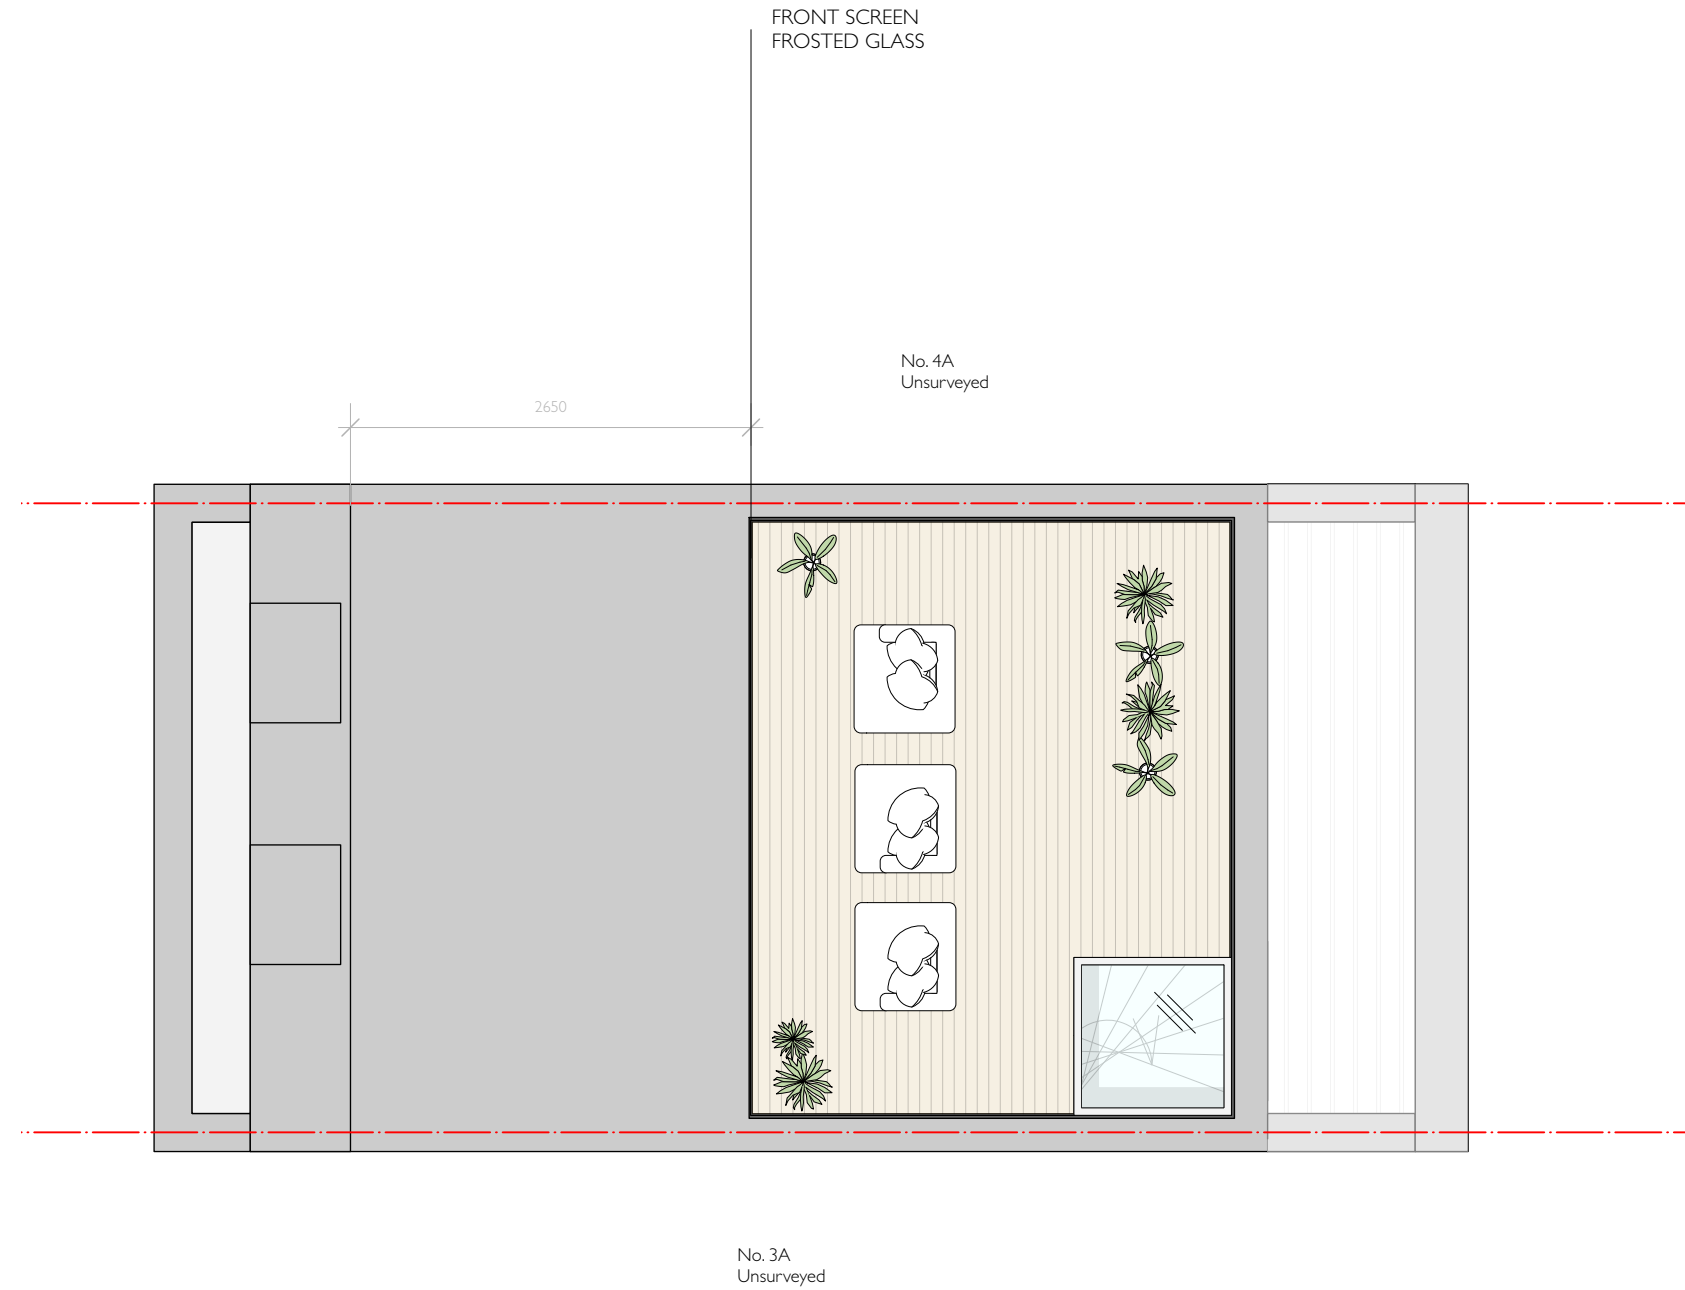 FRONT SCREEN
FROSTED GLASS
No. 4A
Unsurveyed
2650
No. 3A
Unsurveyed